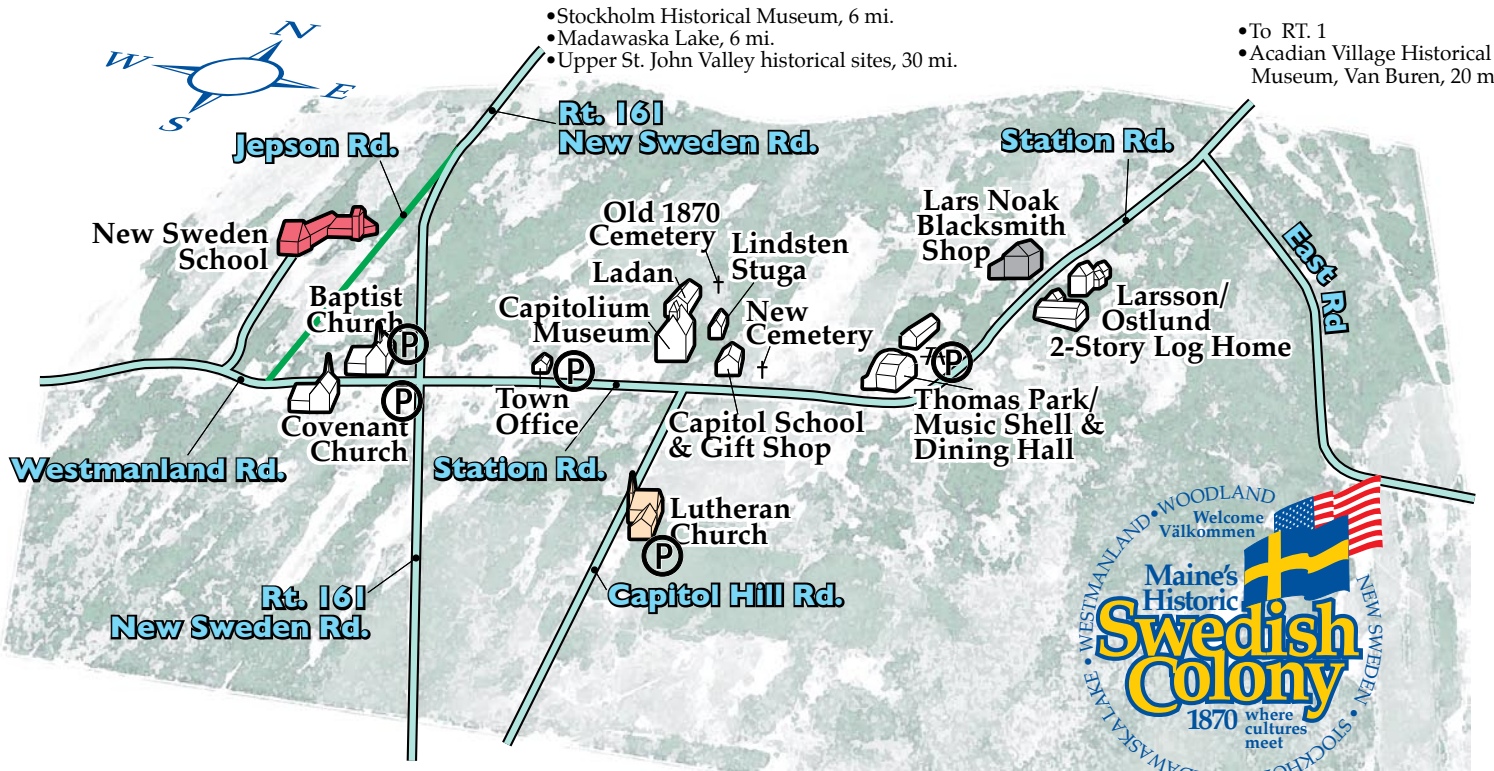 •Stockholm Historical Museum, 6 mi.
•Madawaska Lake, 6 mi.
•Upper St. John Valley historical sites, 30 mi.
•To RT. 1
•Acadian Village Historical
Museum, Van Buren, 20 m
N
W
E
S
Rt. 161
New Sweden Rd.
Jepson Rd.
Station Rd.
New Sweden
School
Old 1870
Cemetery
Lindsten
Stuga
Ladan
Lars Noak
Blacksmith
Shop
East Rd
Baptist
Church
P
Capitolium
Museum
New
Cemetery
Larsson/
Ostlund
2-Story Log Home
P
P
P
Town
Office
Covenant
Church
Capitol School
& Gift Shop
Thomas Park/
Music Shell &
Dining Hall
Westmanland Rd.
Station Rd.
Lutheran
Church
P
Rt. 161
New Sweden Rd.
Capitol Hill Rd.
WESTMANLAND • WOODLAND
NEW SWEDEN •
Welcome
Välkommen
Maine's
Historic
Swedish
Colony
1870
where
cultures
meet